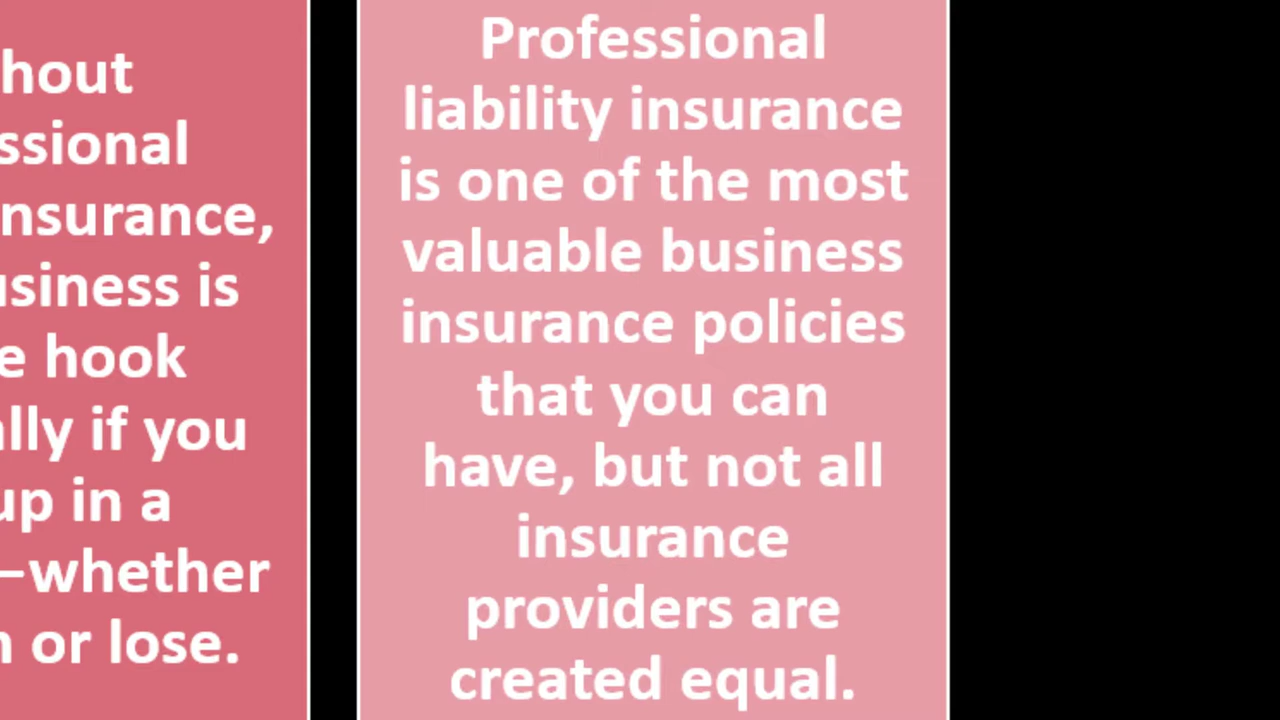 hout
ssional
nsurance,
usiness is
e hook
ally if you
up in a
–whether
n or lose.
Professional
liability insurance
is one of the most
valuable business
insurance policies
that you can
have, but not all
insurance
providers are
created equal.